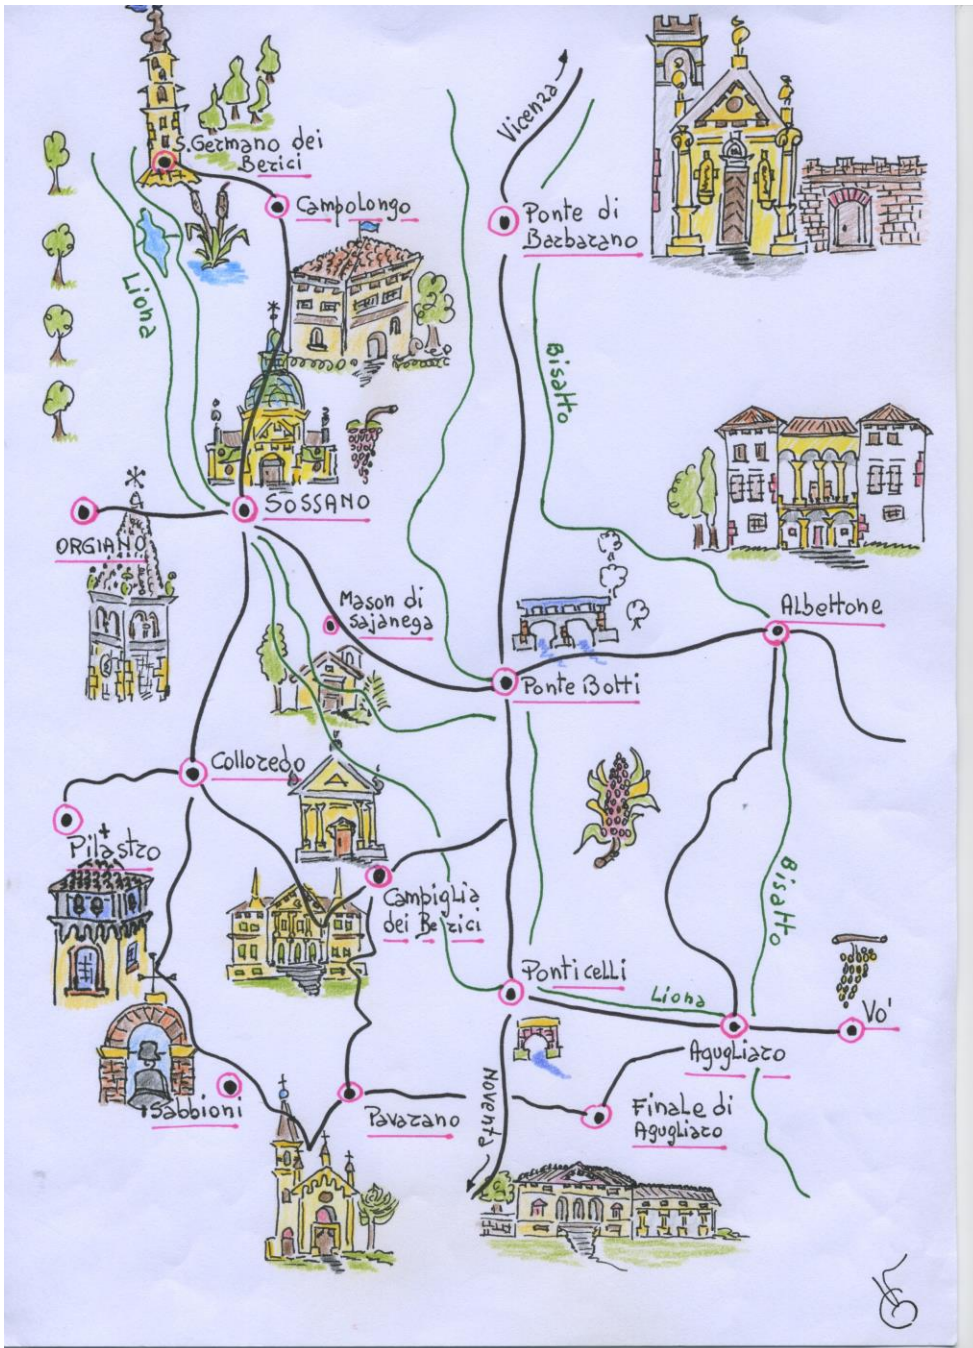 Vicenza
S. Germano dei
Berici
Campolongo
Ponte di
Barbarano
Liona
Bisatto
SOSSANO
ORGIANO
Mason di
Sajanega
Albettone
Ponte Botti
Colloredo
Pilastro
Campiglia
dei Berici
Bisatto
Ponticelli
Liona
Vo'
Agugliaro
Sabbioni
Pavarano
Noventa
Finale di
Agugliaro